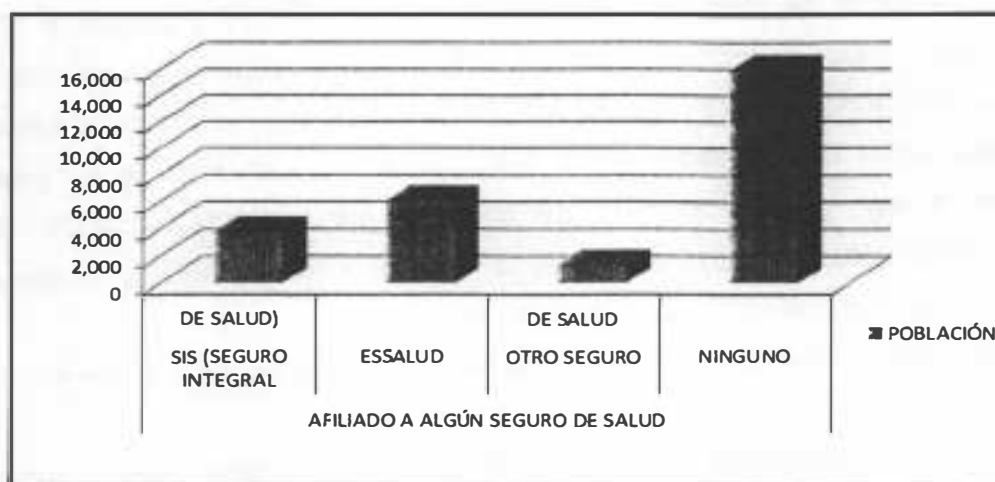 16,000
14,000
12,000
10,000
8,000
6,000
4,000
2,000
0
DE SALUD)
SIS (SEGURO
INTEGRAL
ESSALUD
DE SALUD
OTRO SEGURO
NINGUNO
AFILIADO A ALGÚN SEGURO DE SALUD
POBLACIÓN